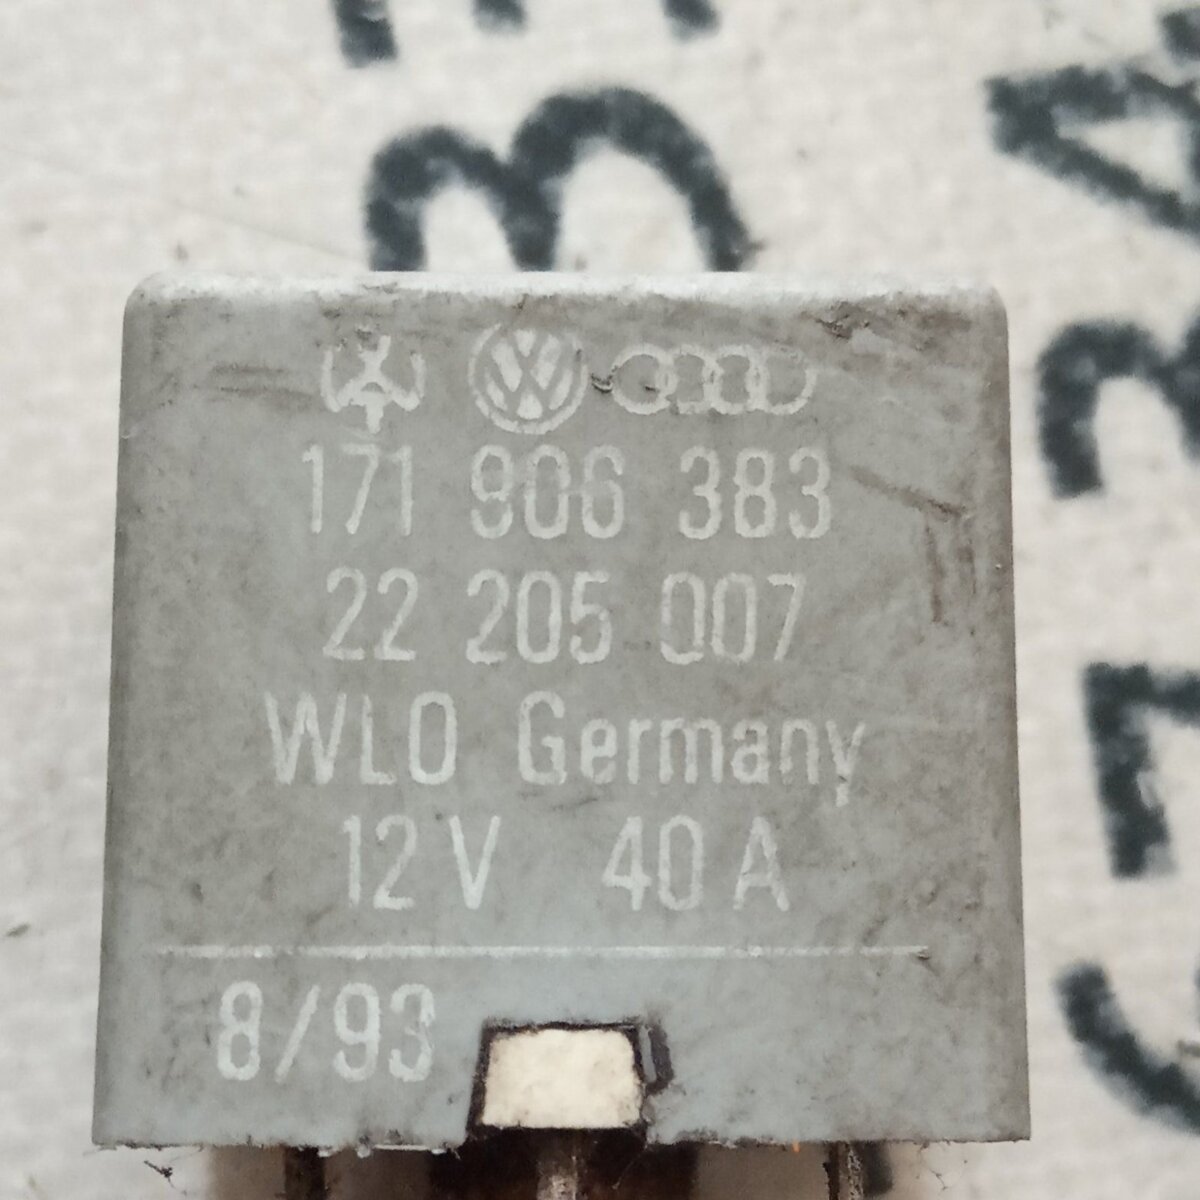 171 906 383
22 205 007
WLO Germany
12 V 40 A
8/93